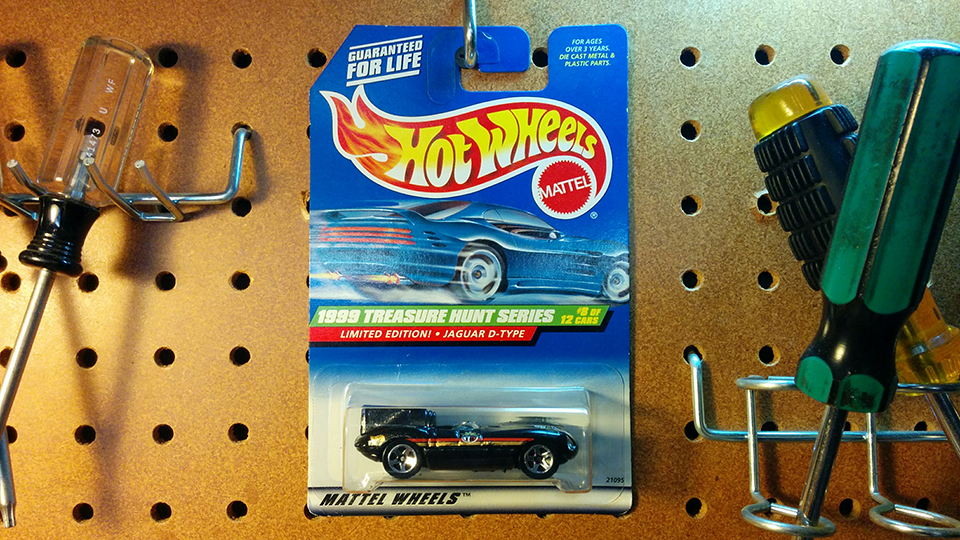 GUARANTEED
FOR LIFE
FOR AGES
OVER 3 YEARS.
DIE CAST METAL &
PLASTIC PARTS.
HOT WHEELS
MATTEL
®
1999 TREASURE HUNT SERIES
#8 OF
12 CARS
LIMITED EDITION! • JAGUAR D-TYPE
21095
MATTEL WHEELS™